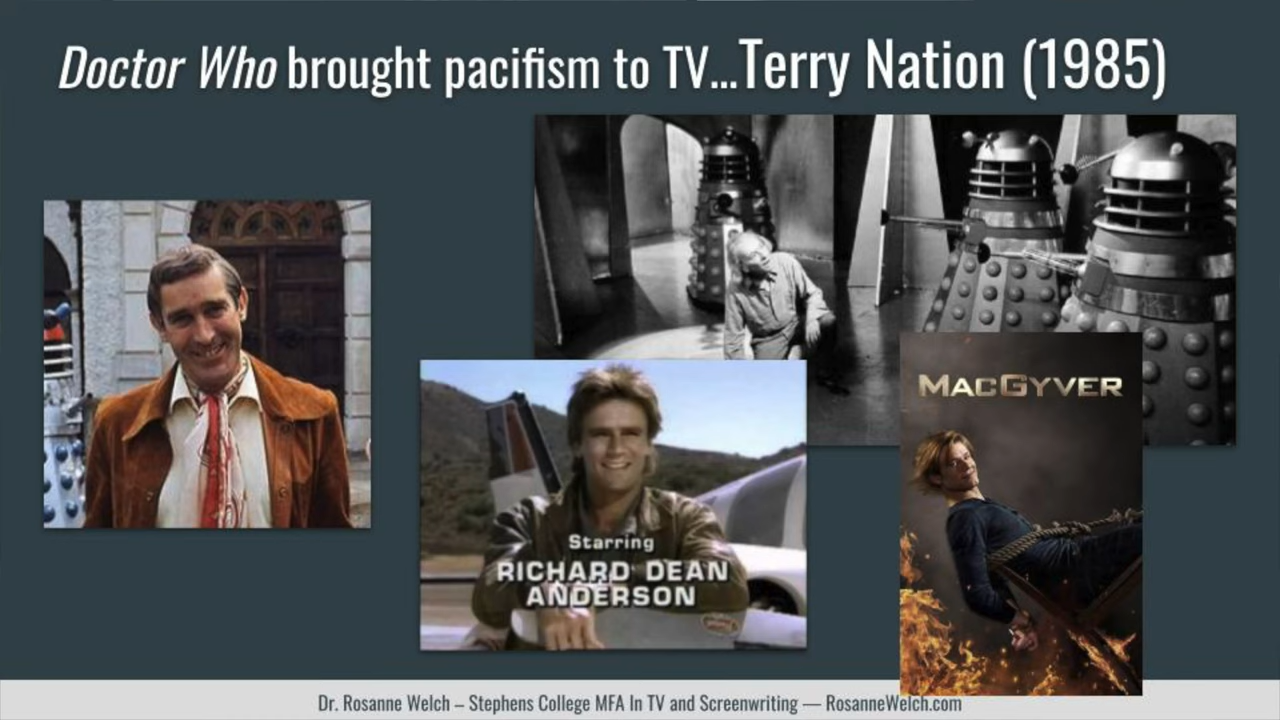 Doctor Who brought pacifism to TV...Terry Nation (1985)
Starring
RICHARD DEAN
ANDERSON
MACGYVER
Dr. Rosanne Welch – Stephens College MFA In TV and Screenwriting — RosanneWelch.com